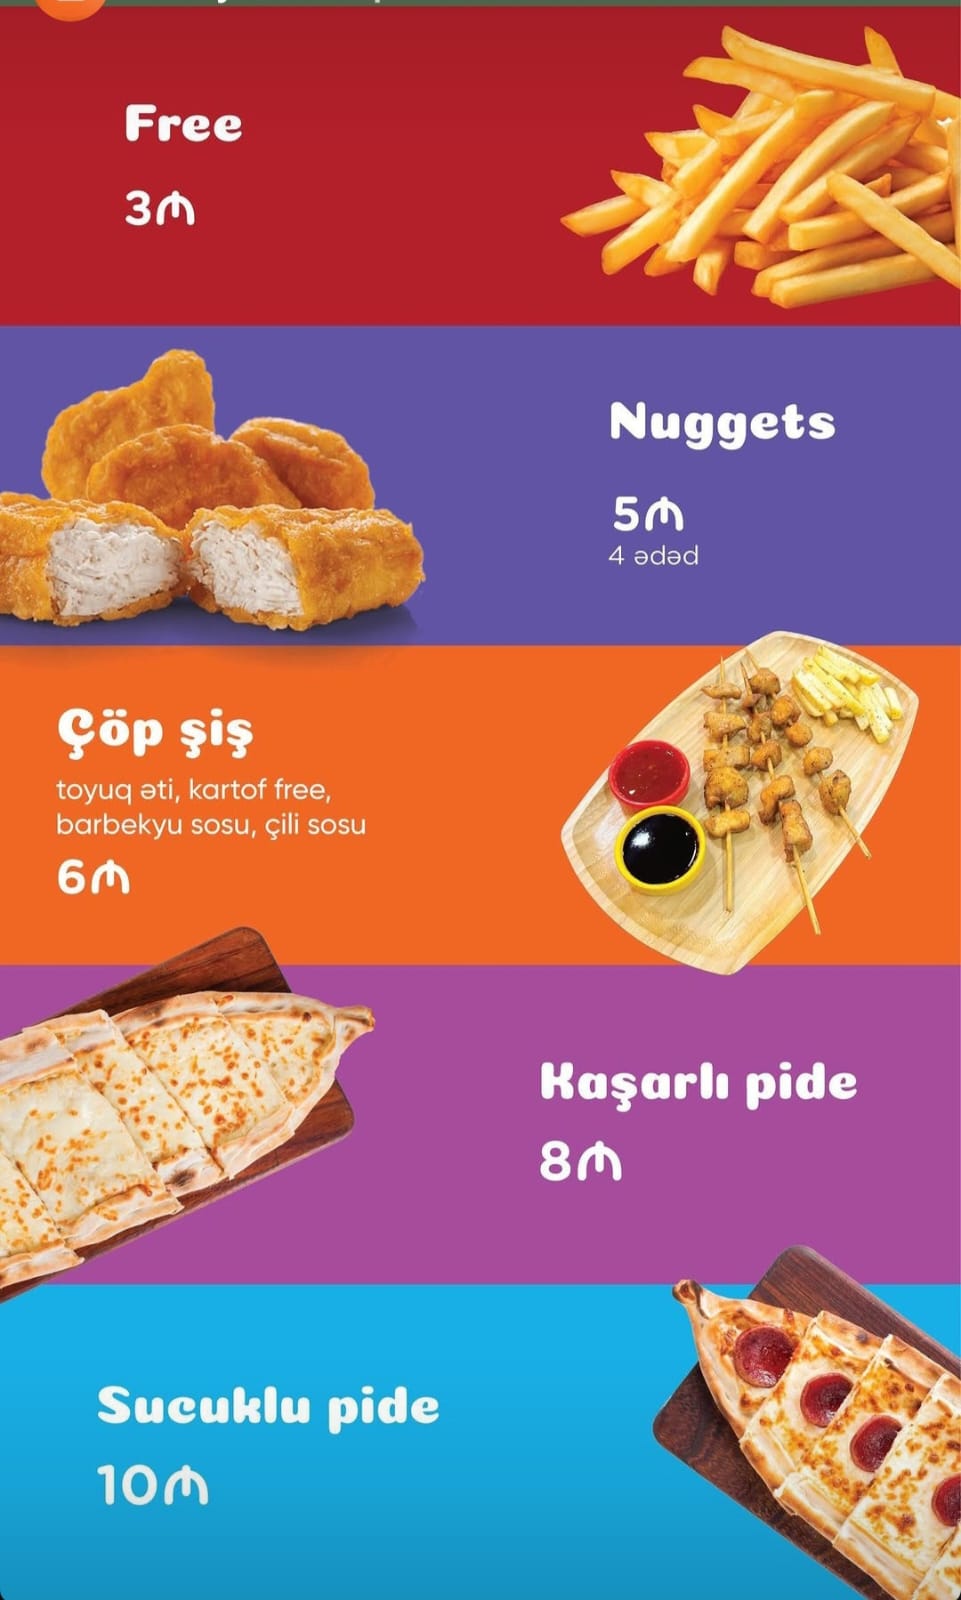 Free
3₼
Nuggets
5₼
4 ədəd
Çöp şiş
toyuq əti, kartof free,
barbekyu sosu, çili sosu
6₼
Kaşarlı pide
8₼
Sucuklu pide
10₼